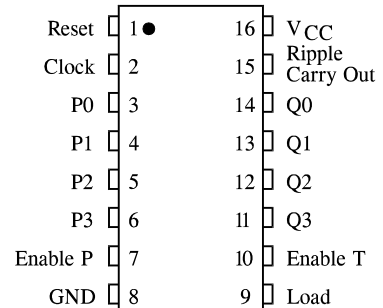 Reset 1 16 VCC
Clock 2 15 Ripple
Carry Out
P0 3 14 Q0
P1 4 13 Q1
P2 5 12 Q2
P3 6 11 Q3
Enable P 7 10 Enable T
GND 8 9 Load